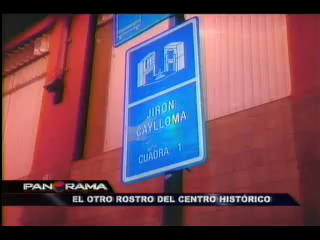 JIRON
CAYLLOMA
CUADRA 1
PANORAMA
EL OTRO ROSTRO DEL CENTRO HISTÓRICO